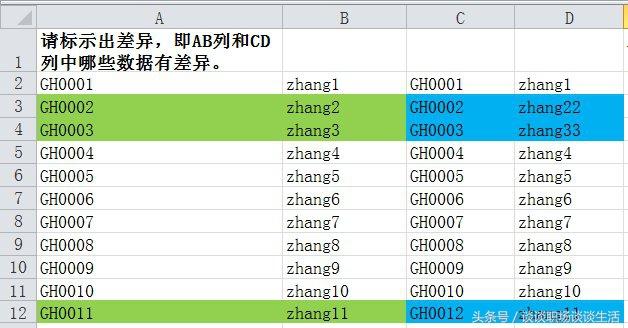 A B C D
1 请标示出差异，即AB列和CD
列中哪些数据有差异。
2 GH0001 zhang1 GH0001 zhang1
3 GH0002 zhang2 GH0002 zhang22
4 GH0003 zhang3 GH0003 zhang33
5 GH0004 zhang4 GH0004 zhang4
6 GH0005 zhang5 GH0005 zhang5
7 GH0006 zhang6 GH0006 zhang6
8 GH0007 zhang7 GH0007 zhang7
9 GH0008 zhang8 GH0008 zhang8
10 GH0009 zhang9 GH0009 zhang9
11 GH0010 zhang10 GH0010 zhang10
12 GH0011 zhang11 GH0012 zhang11
头条号／谈谈职场谈谈生活